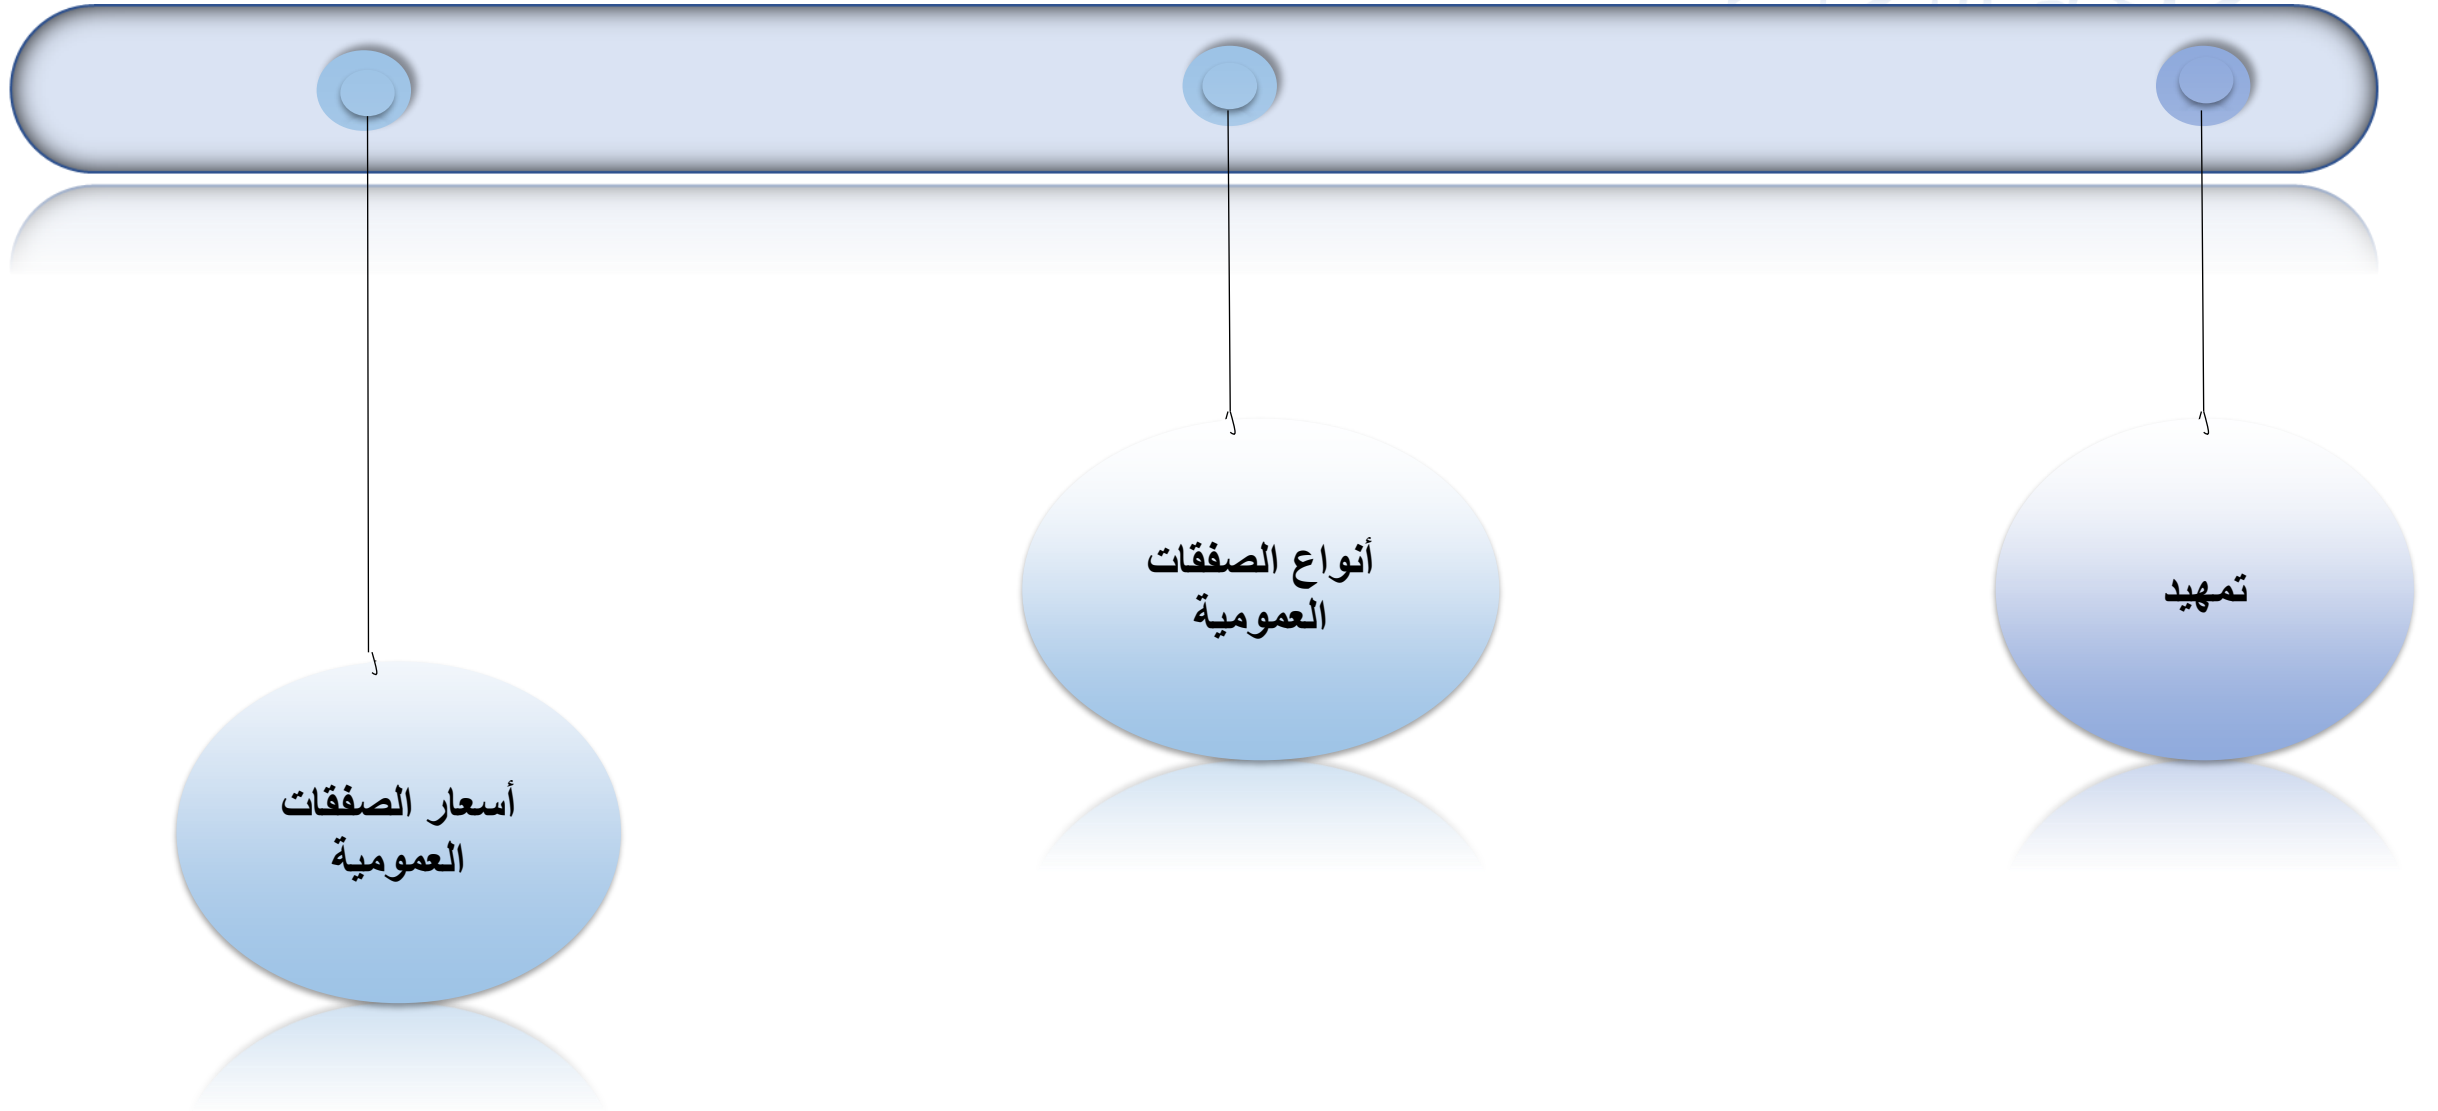 تمهيد
أنواع الصفقات
العمومية
أسعار الصفقات
العمومية